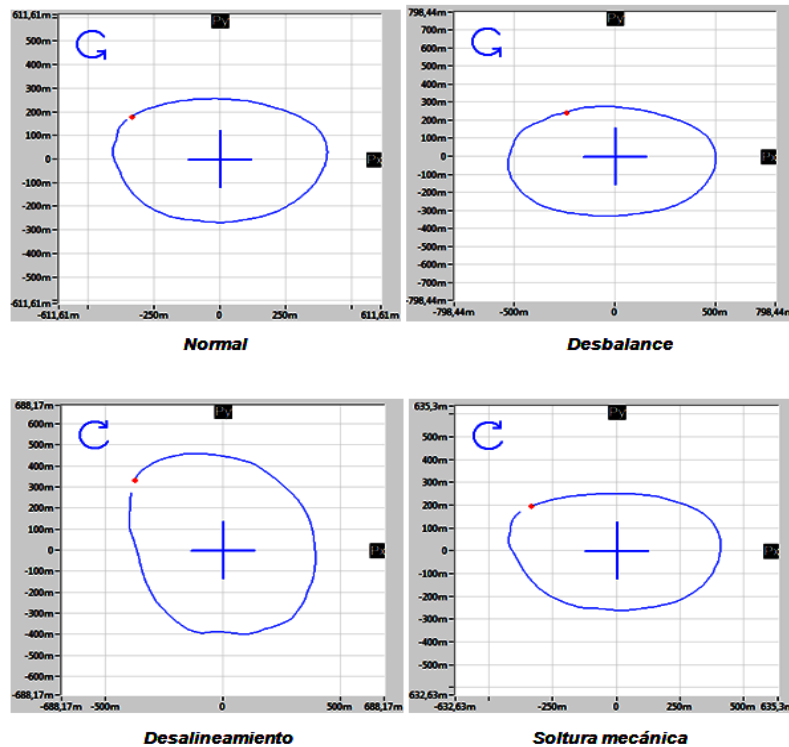 611,61m
Py
500m
400m
300m
200m
100m
0
Px
-100m
-200m
-300m
-400m
-500m
-611,61m
-611,61m -250m 0 250m 611,61m
Normal
798,44m
Py
700m
600m
500m
400m
300m
200m
100m
0
Px
-100m
-200m
-300m
-400m
-500m
-600m
-700m
-798,44m
-798,44m -500m 0 500m 798,44m
Desbalance
688,17m
Py
600m
500m
400m
300m
200m
100m
0
Px
-100m
-200m
-300m
-400m
-500m
-600m
-688,17m
-688,17m -500m 0 500m 688,17m
Desalineamiento
635,3m
Py
500m
400m
300m
200m
100m
0
Px
-100m
-200m
-300m
-400m
-500m
-632,63m
-632,63m -250m 0 250m 635,3m
Soltura mecánica